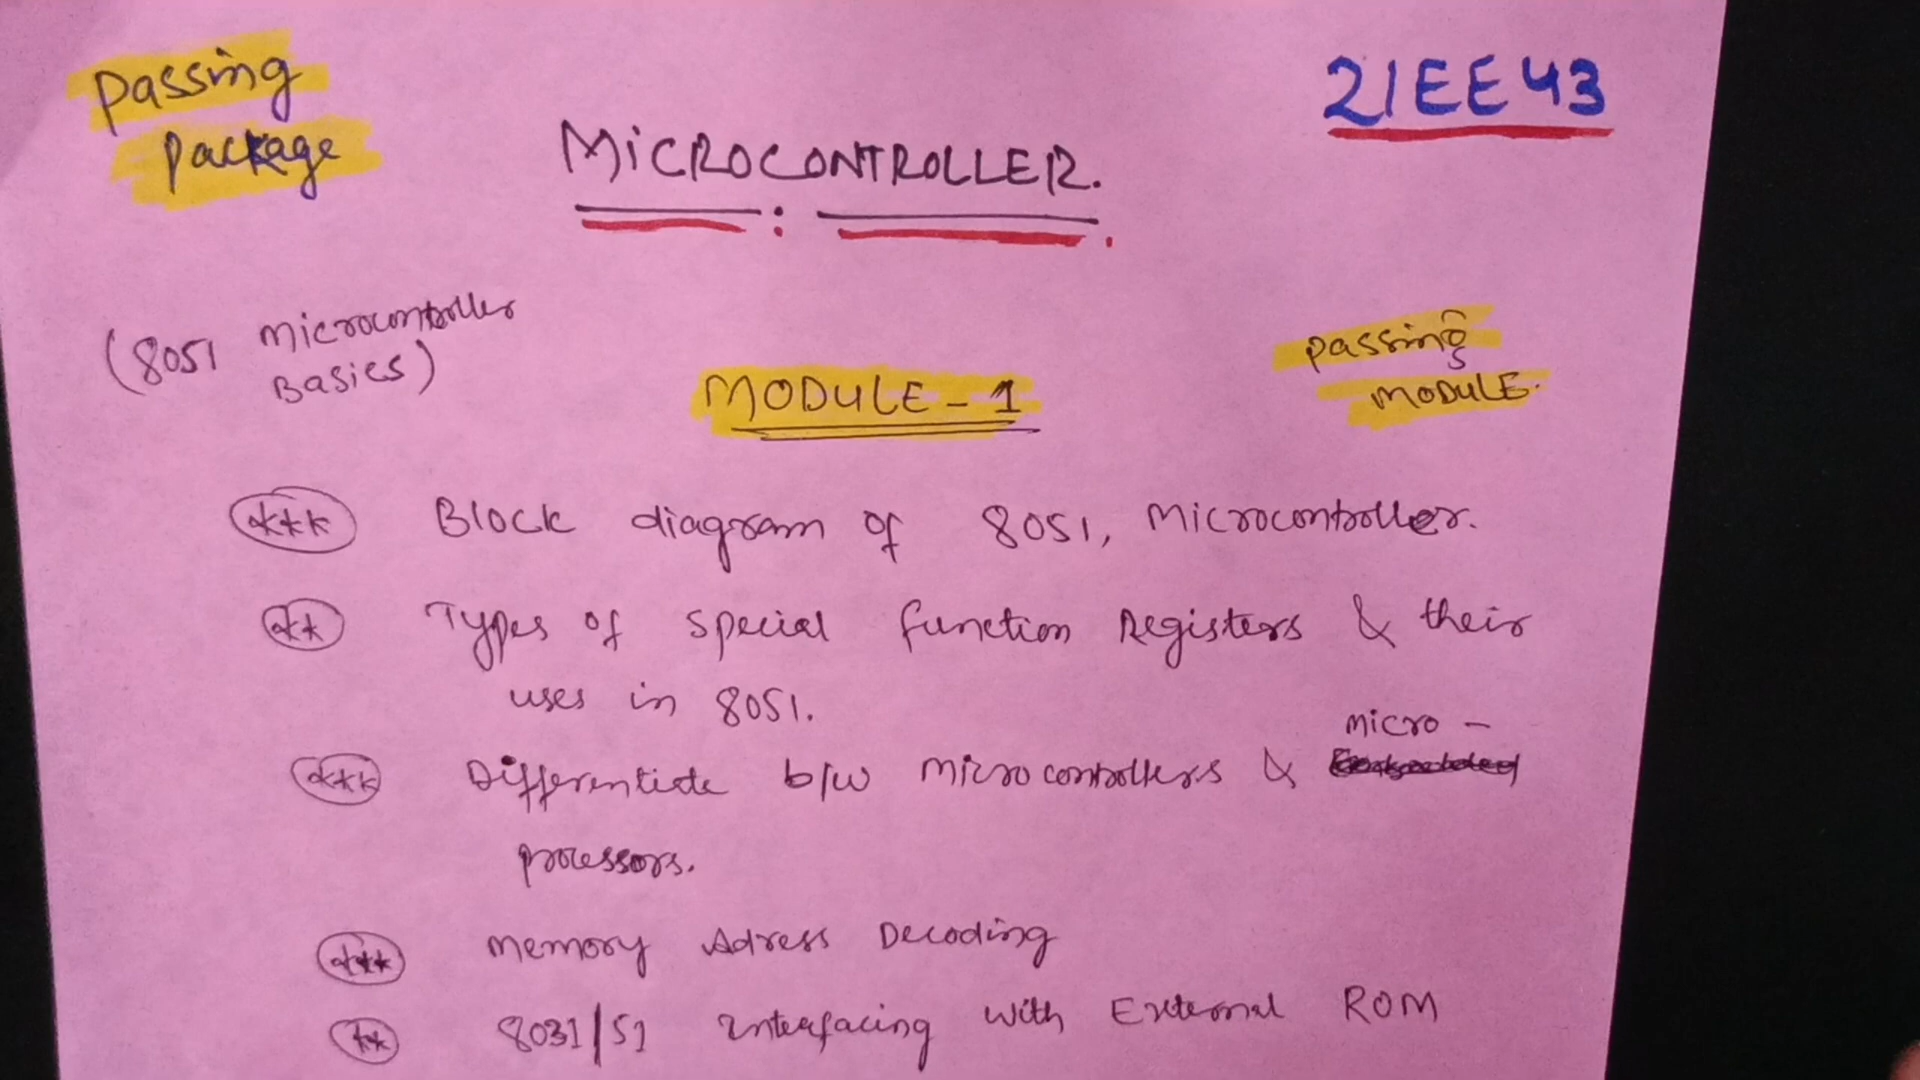 Passing
Package
21EE43
MiCROCONTROLLER.
(8051 Microcontroller
Basics)
Passing
MODULE.
MODULE - 1
*** Block diagram of 8051, Microcontroller.
** Types of special function Registers & their
uses in 8051.
*** Differentiate b/w Microcontrollers & Micro -
processors.
*** Memory Adress Decoding
** 8031/51 Interfacing with External ROM